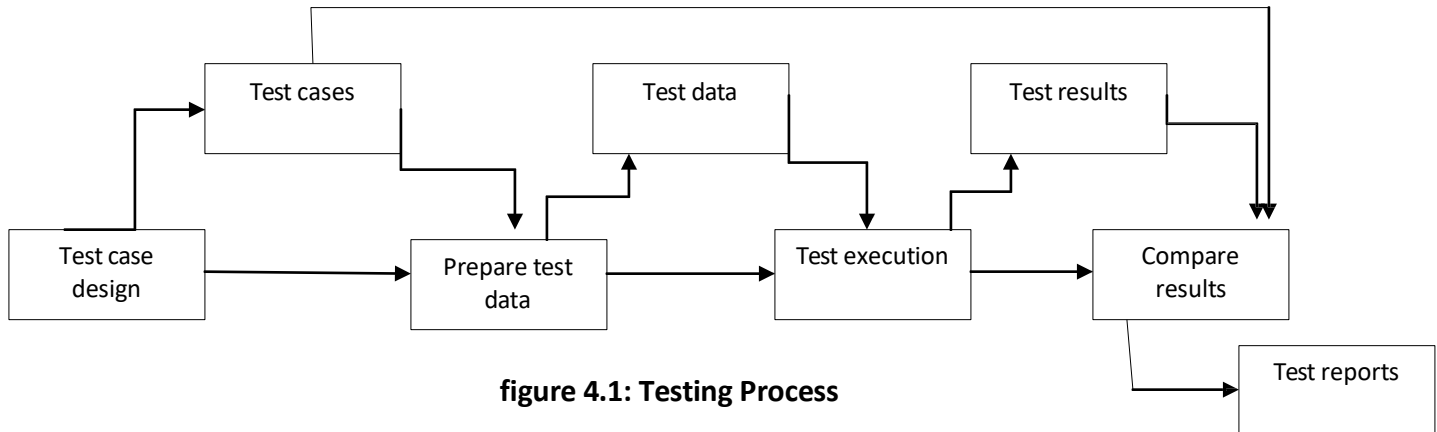 Test cases
Test data
Test results
Test case
design
Prepare test
data
Test execution
Compare
results
Test reports
figure 4.1: Testing Process